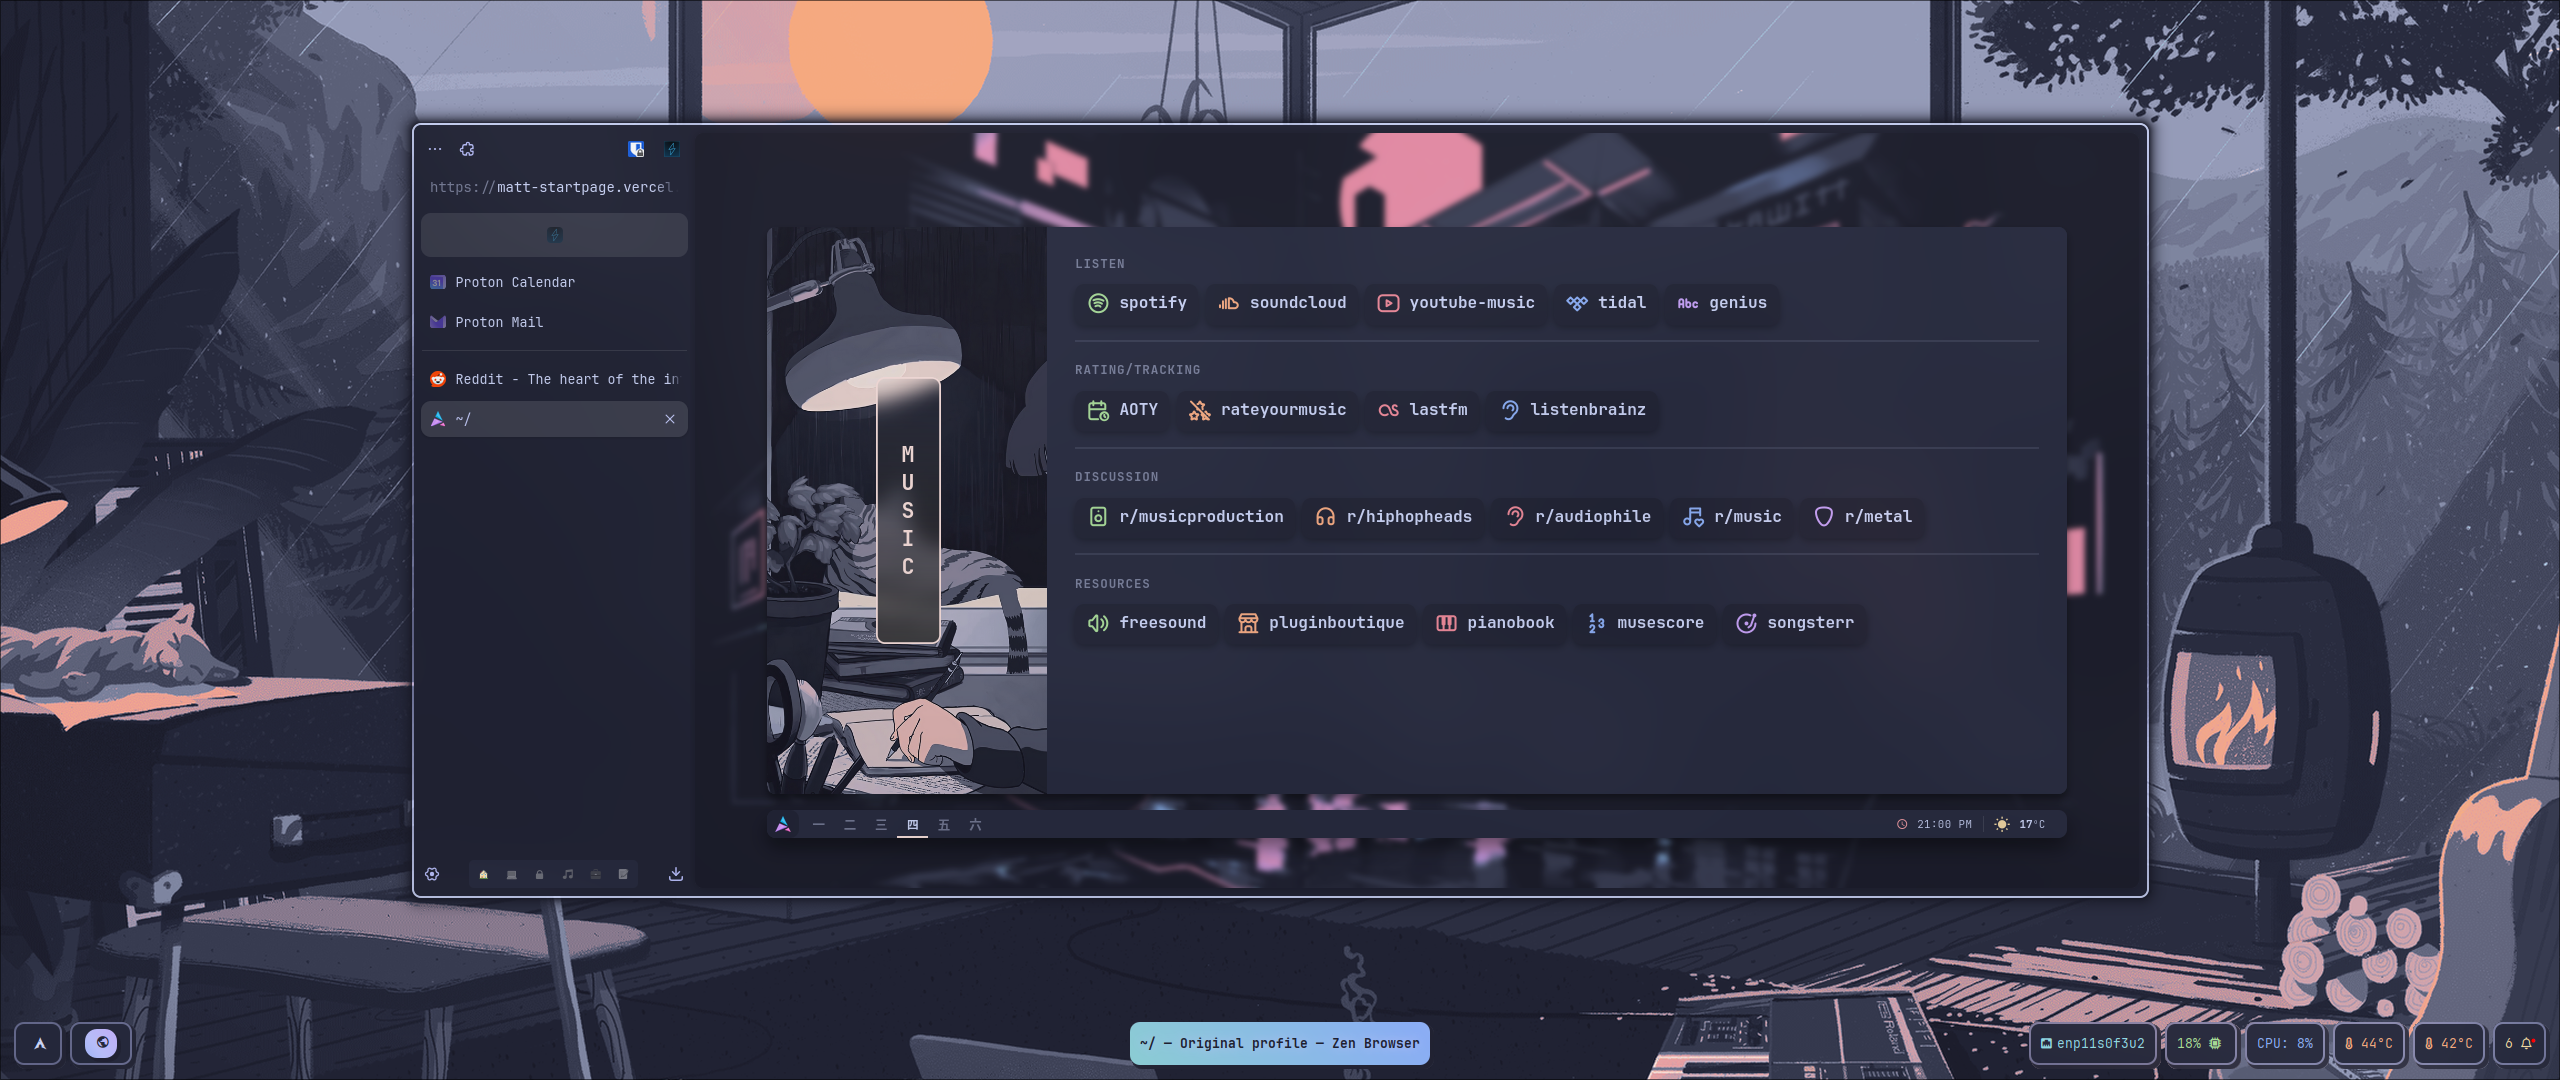 https://matt-startpage.vercel
Proton Calendar
Proton Mail
Reddit - The heart of the in
~/
M
U
S
I
C
LISTEN
spotify soundcloud youtube-music tidal Abc genius
RATING/TRACKING
AOTY rateyourmusic lastfm listenbrainz
DISCUSSION
r/musicproduction r/hiphopheads r/audiophile r/music r/metal
RESOURCES
freesound pluginboutique pianobook musescore songsterr
一 二 三 四 五 六 21:00 PM 17°C
Roland
~/ — Original profile — Zen Browser
enp11s0f3u2 18% CPU: 8% 44°C 42°C 6